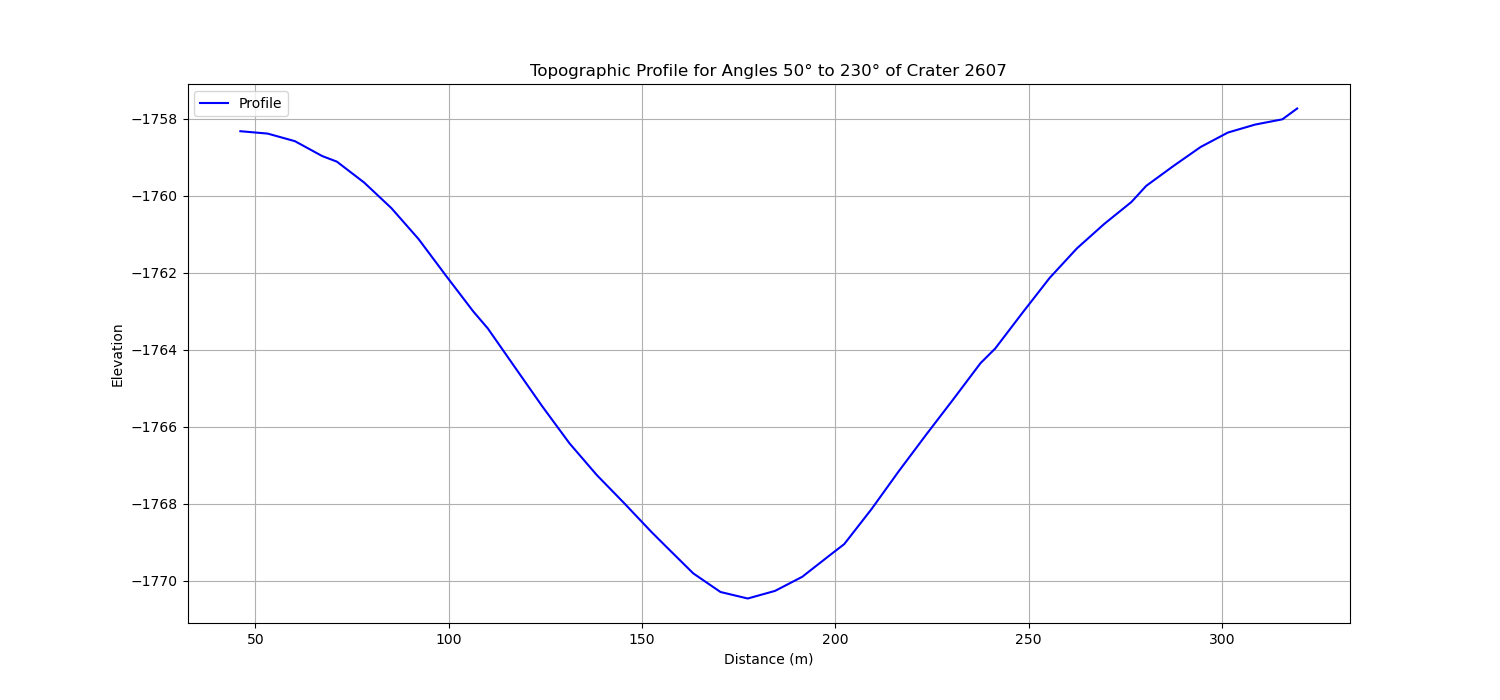 Topographic Profile for Angles 50° to 230° of Crater 2607
Profile
−1758
−1760
−1762
−1764
−1766
−1768
−1770
Elevation
50 100 150 200 250 300
Distance (m)